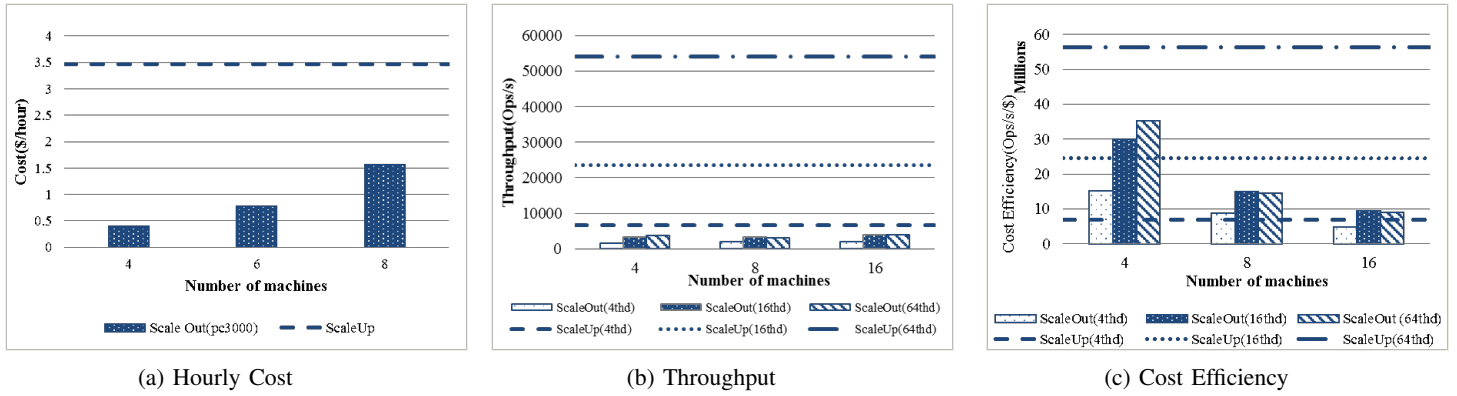 4
3.5
3
2.5
2
1.5
1
0.5
0
Cost($/hour)
4 6 8
Number of machines
Scale Out(pc3000) ScaleUp
(a) Hourly Cost
60000
50000
40000
30000
20000
10000
0
Throughput(Ops/s)
4 8 16
Number of machines
ScaleOut(4thd) ScaleOut(16thd) ScaleOut(64thd)
ScaleUp(4thd) ScaleUp(16thd) ScaleUp(64thd)
(b) Throughput
60
50
40
30
20
10
0
Cost Efficiency(Ops/s/$)
Millions
4 8 16
Number of machines
ScaleOut(4thd) ScaleOut(16thd) ScaleOut (64thd)
ScaleUp(4thd) ScaleUp(16thd) ScaleUp(64thd)
(c) Cost Efficiency